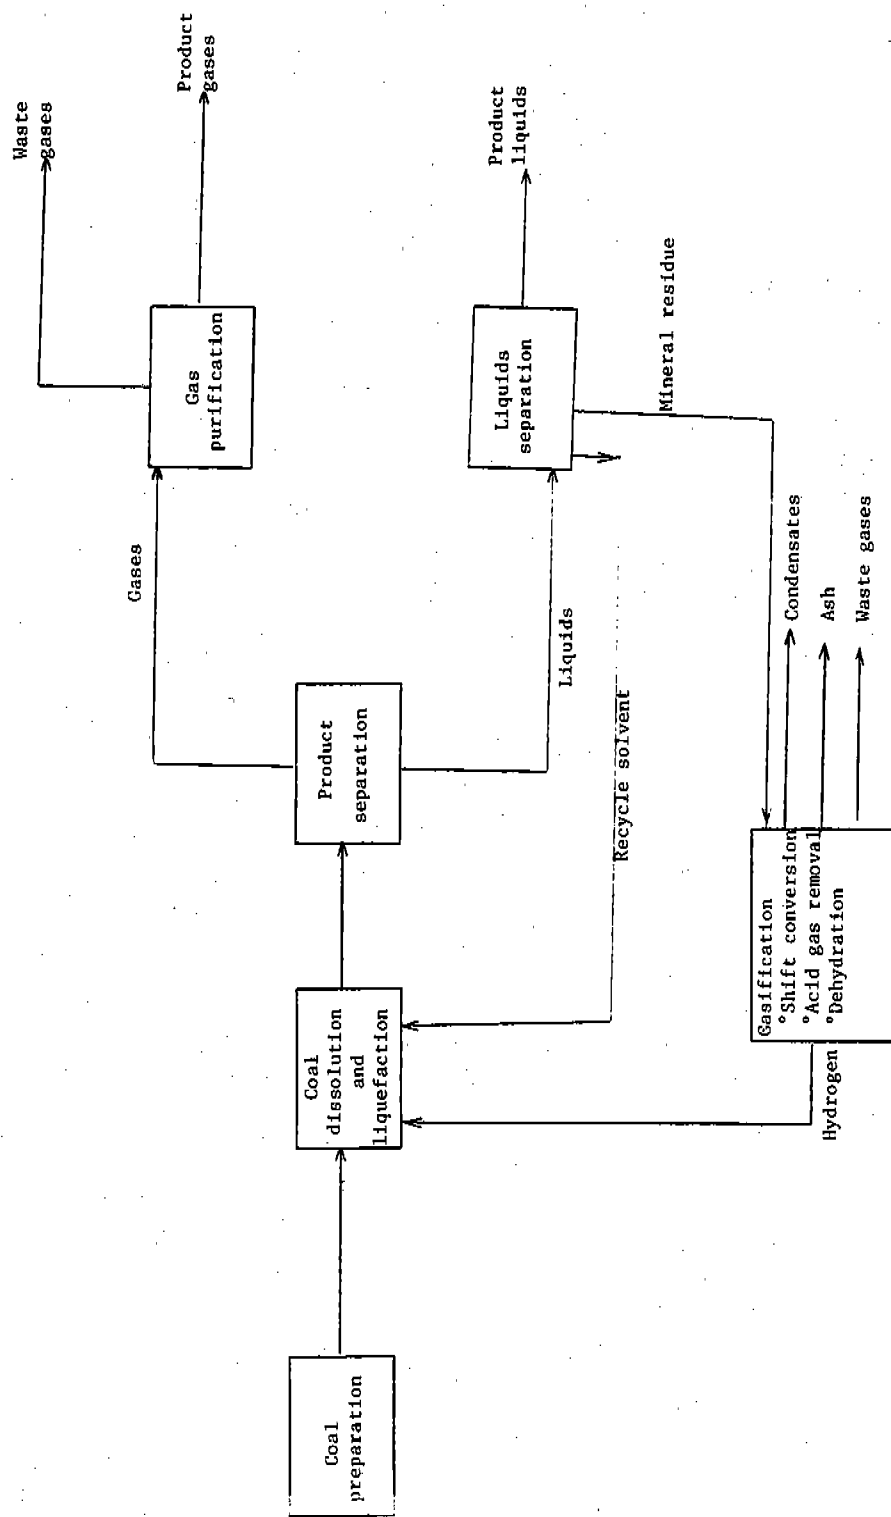 Waste
gases
Product
gases
Gas
purification
Gases
Product
liquids
Liquids
separation
Mineral residue
Product
separation
Liquids
Recycle solvent
Coal
preparation
Coal
dissolution
and
liquefaction
Hydrogen
Gasification
°Shift conversion
°Acid gas removal
°Dehydration
Condensates
Ash
Waste gases